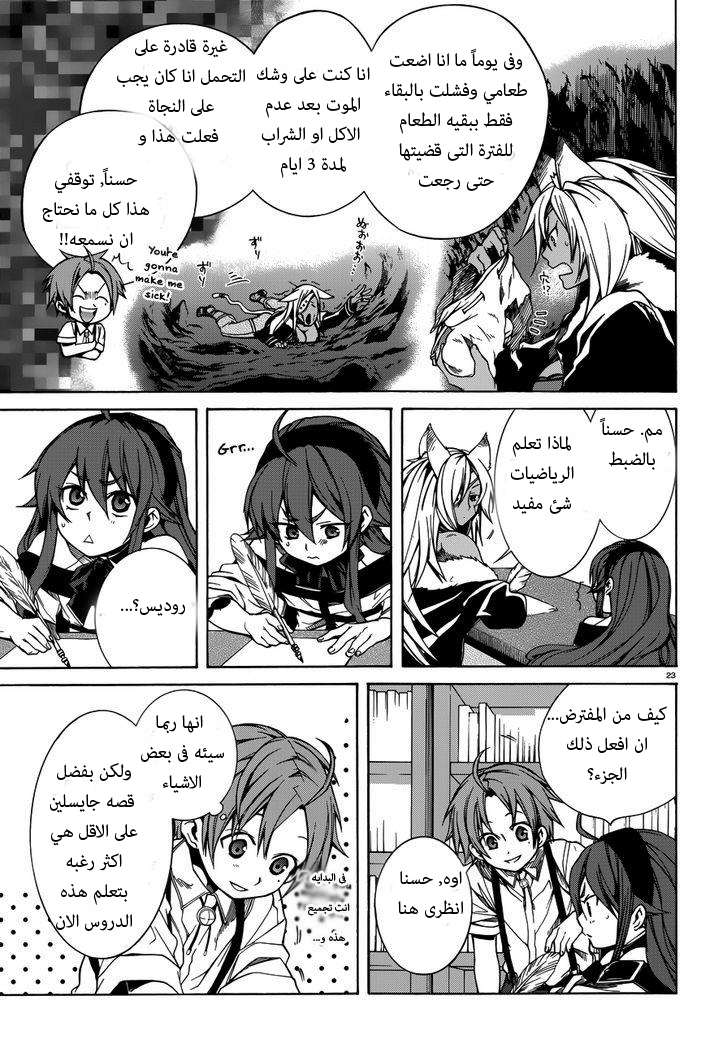 وفى يوماً ما انا اضعت
طعامي وفشلت بالبقاء
فقط ببقيه الطعام
للفترة التى قضيتها
حتى رجعت
انا كنت على وشك
الموت بعد عدم
الاكل او الشراب
لمدة 3 ايام
غيرة قادرة على
التحمل انا كان يجب
على النجاة
فعلت هذا و
حسناً, توقفي
هذا كل ما نحتاج
ان نسمعه!!
You're
gonna
make me
sick!
ずり
ずり
مم. حسناً
بالضبط
لماذا تعلم
الرياضيات
شئ مفيد
Grr...
روديس؟...
23
كيف من المفترض...
ان افعل ذلك
الجزء؟
اوه, حسنا
انظرى هنا
انها ربما
سيئه فى بعض
الاشياء
ولكن بفضل
قصه جايسلين
على الاقل هي
اكثر رغبه
بتعلم هذه
الدروس الان
فى البدايه
انت تجميع
هذه و...